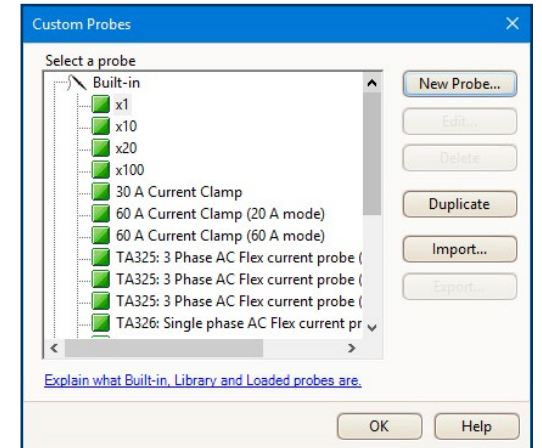 Custom Probes
Select a probe
Built-in
x1
x10
x20
x100
30 A Current Clamp
60 A Current Clamp (20 A mode)
60 A Current Clamp (60 A mode)
TA325: 3 Phase AC Flex current probe (
TA325: 3 Phase AC Flex current probe (
TA325: 3 Phase AC Flex current probe (
TA326: Single phase AC Flex current pr
New Probe...
Edit...
Delete
Duplicate
Import...
Export...
Explain what Built-in, Library and Loaded probes are.
OK
Help